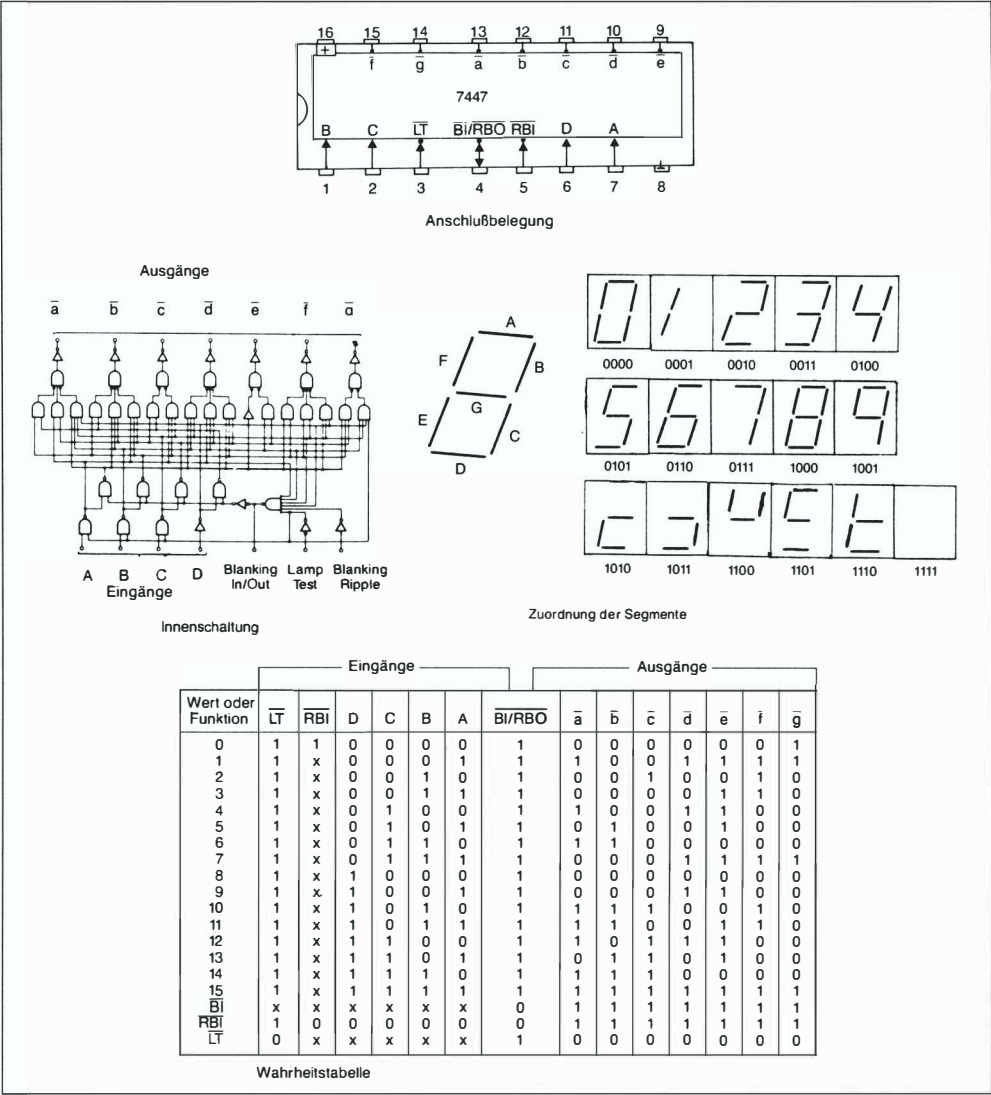 16 15 14 13 12 11 10 9
+ f̅ g̅ a̅ b̅ c̅ d̅ e̅
7447
B C L̅T̅ B̅I̅/R̅B̅O̅ R̅B̅I̅ D A
1 2 3 4 5 6 7 8
Anschlußbelegung
Ausgänge
a̅ b̅ c̅ d̅ e̅ f̅ g̅
A B C D
Eingänge
Blanking
In/Out
Lamp
Test
Blanking
Ripple
Innenschaltung
A
F B
G
E C
D
0000 0001 0010 0011 0100
0101 0110 0111 1000 1001
1010 1011 1100 1101 1110 1111
Zuordnung der Segmente
Eingänge Ausgänge
Wert oder
Funktion L̅T̅ R̅B̅I̅ D C B A B̅I̅/R̅B̅O̅ a̅ b̅ c̅ d̅ e̅ f̅ g̅
0 1 1 0 0 0 0 1 0 0 0 0 0 0 1
1 1 x 0 0 0 1 1 1 0 0 1 1 1 1
2 1 x 0 0 1 0 1 0 0 1 0 0 1 0
3 1 x 0 0 1 1 1 0 0 0 0 1 1 0
4 1 x 0 1 0 0 1 1 0 0 1 1 0 0
5 1 x 0 1 0 1 1 0 1 0 0 1 0 0
6 1 x 0 1 1 0 1 1 1 0 0 0 0 0
7 1 x 0 1 1 1 1 0 0 0 1 1 1 1
8 1 x 1 0 0 0 1 0 0 0 0 0 0 0
9 1 x 1 0 0 1 1 0 0 0 1 1 0 0
10 1 x 1 0 1 0 1 1 1 1 0 0 1 0
11 1 x 1 0 1 1 1 1 1 0 0 1 1 0
12 1 x 1 1 0 0 1 1 0 1 1 1 0 0
13 1 x 1 1 0 1 1 0 1 1 0 1 0 0
14 1 x 1 1 1 0 1 1 1 1 0 0 0 0
15 1 x 1 1 1 1 1 1 1 1 1 1 1 1
B̅I̅ x x x x x x 0 1 1 1 1 1 1 1
R̅B̅I̅ 1 0 0 0 0 0 0 1 1 1 1 1 1 1
L̅T̅ 0 x x x x x 1 0 0 0 0 0 0 0
Wahrheitstabelle